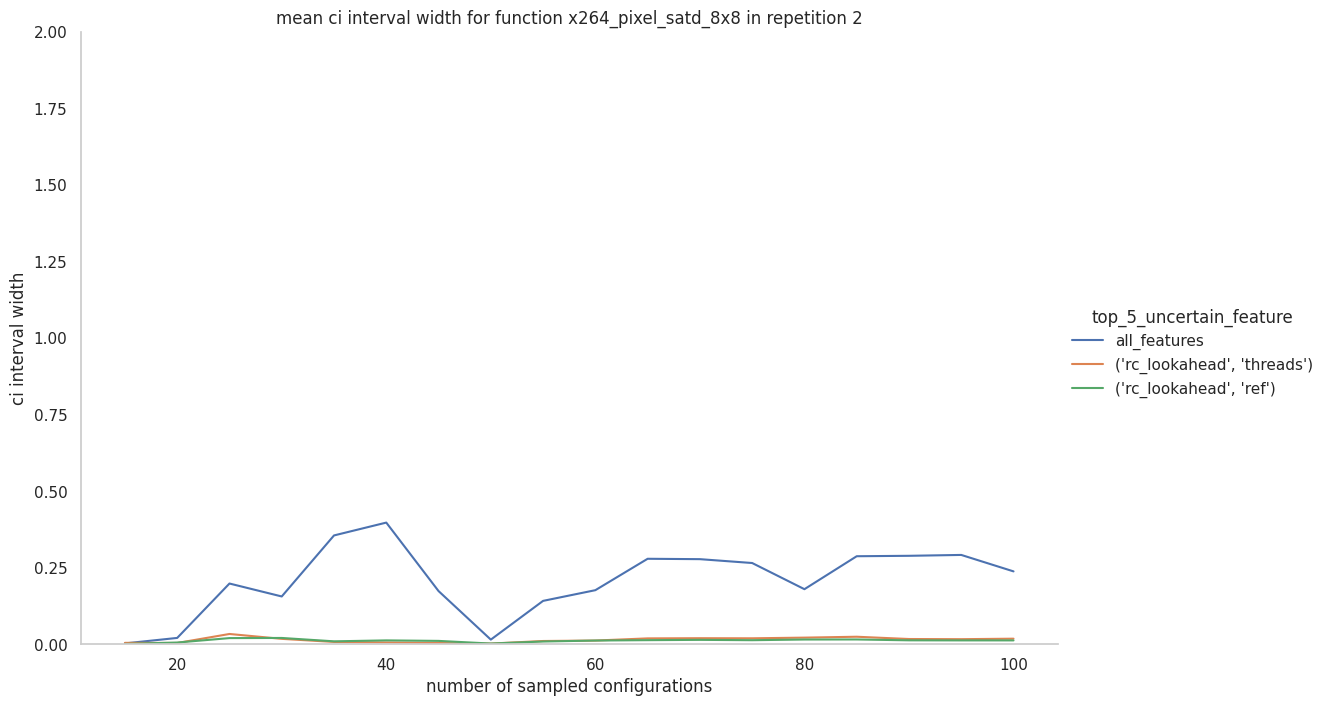 mean ci interval width for function x264_pixel_satd_8x8 in repetition 2
2.00
1.75
1.50
1.25
1.00
0.75
0.50
0.25
0.00
ci interval width
20
40
60
80
100
number of sampled configurations
top_5_uncertain_feature
all_features
('rc_lookahead', 'threads')
('rc_lookahead', 'ref')